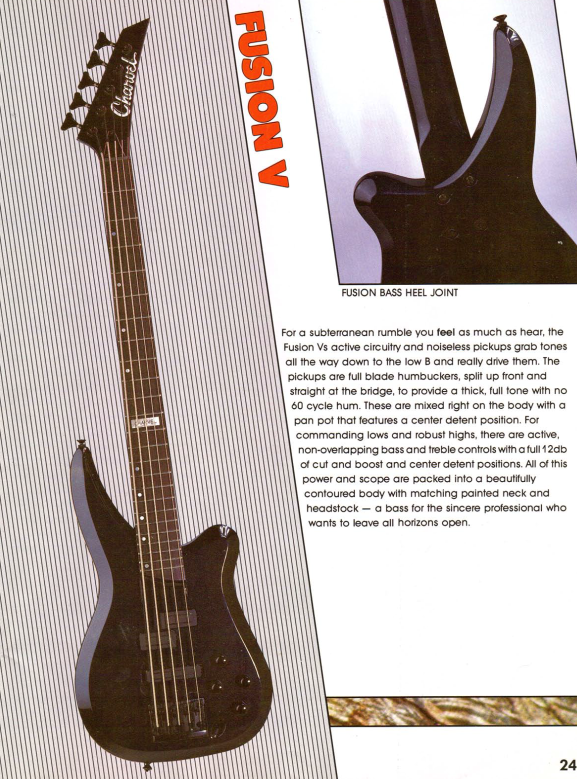 FUSION V
Charvel
FUSION BASS HEEL JOINT
For a subterranean rumble you feel as much as hear, the
Fusion Vs active circuitry and noiseless pickups grab tones
all the way down to the low B and really drive them. The
pickups are full blade humbuckers, split up front and
straight at the bridge, to provide a thick, full tone with no
60 cycle hum. These are mixed right on the body with a
pan pot that features a center detent position. For
commanding lows and robust highs, there are active,
non-overlapping bass and treble controls with a full 12db
of cut and boost and center detent positions. All of this
power and scope are packed into a beautifully
contoured body with matching painted neck and
headstock — a bass for the sincere professional who
wants to leave all horizons open.
24